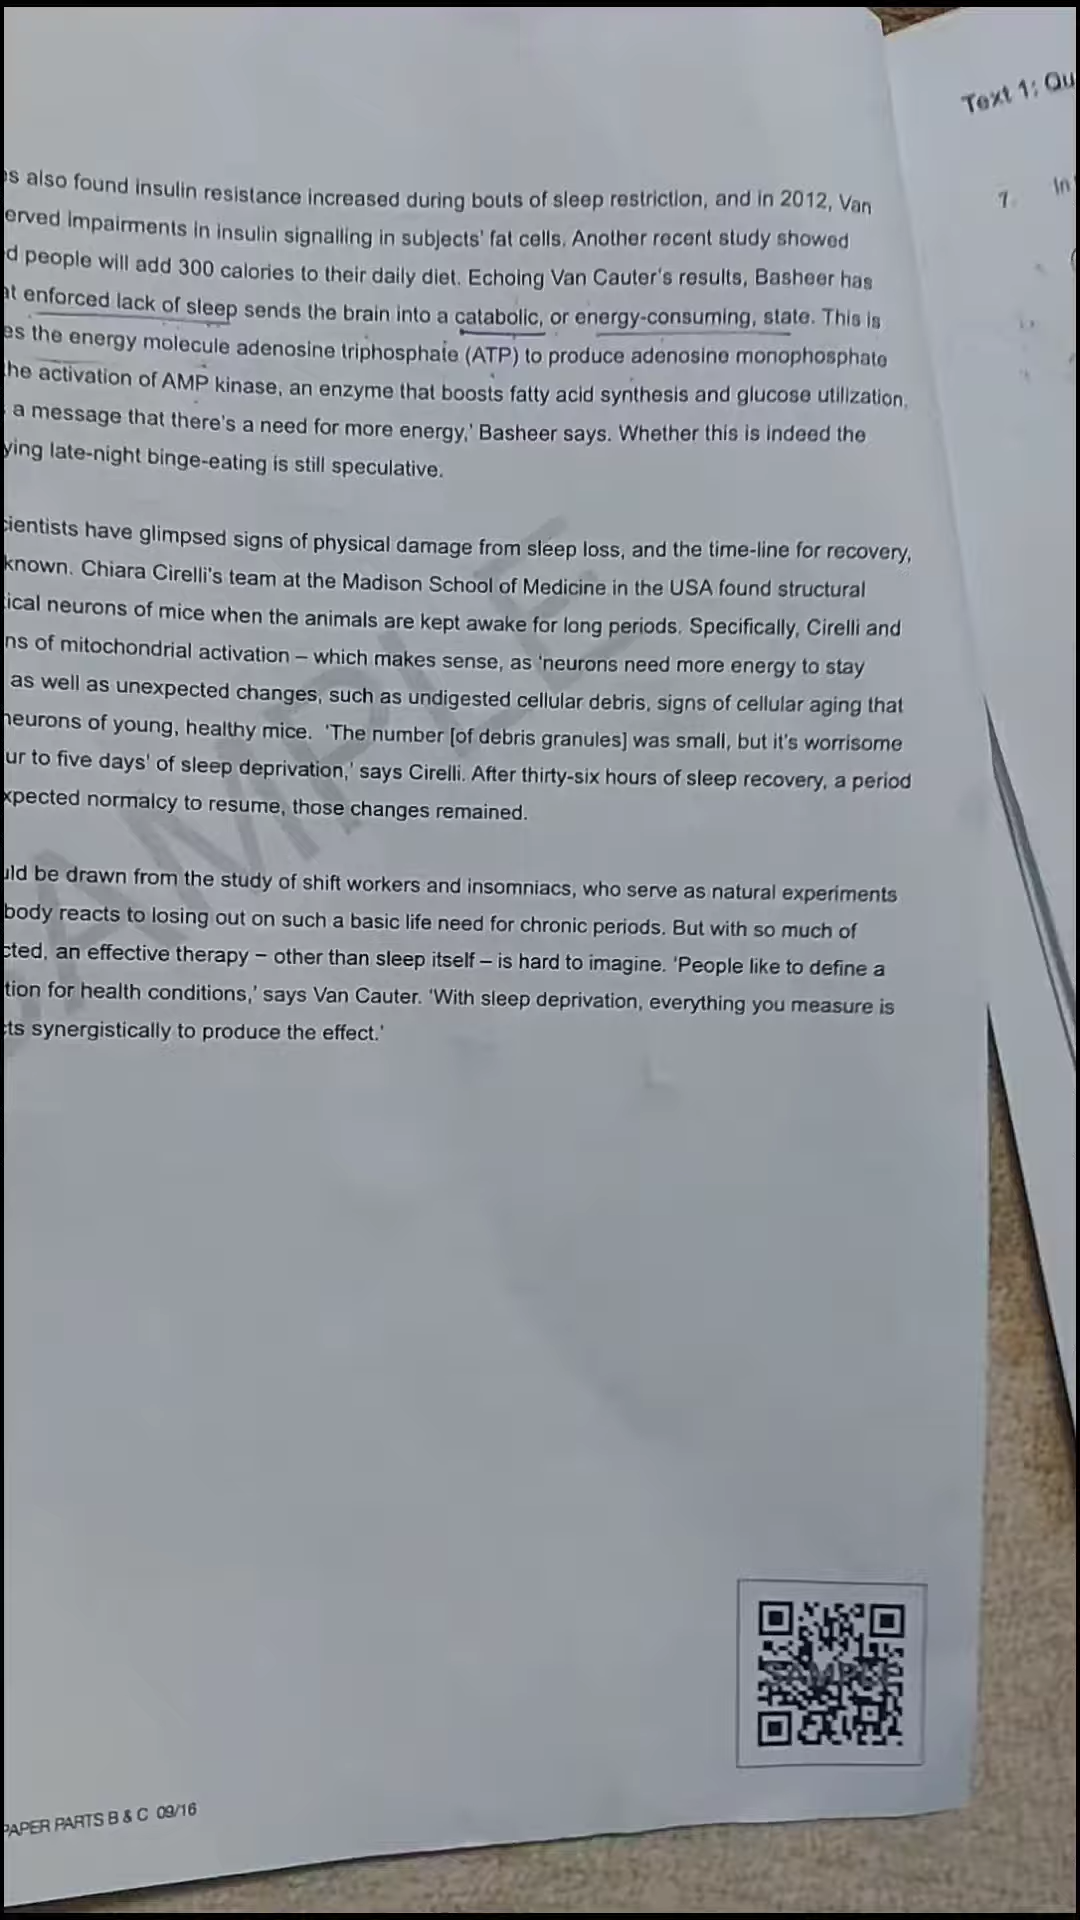 Text 1: Qu
7. In
s also found insulin resistance increased during bouts of sleep restriction, and in 2012, Van
erved impairments in insulin signalling in subjects' fat cells. Another recent study showed
d people will add 300 calories to their daily diet. Echoing Van Cauter's results, Basheer has
at enforced lack of sleep sends the brain into a catabolic, or energy-consuming, state. This is
es the energy molecule adenosine triphosphate (ATP) to produce adenosine monophosphate
he activation of AMP kinase, an enzyme that boosts fatty acid synthesis and glucose utilization.
a message that there's a need for more energy,' Basheer says. Whether this is indeed the
ying late-night binge-eating is still speculative.
cientists have glimpsed signs of physical damage from sleep loss, and the time-line for recovery,
known. Chiara Cirelli's team at the Madison School of Medicine in the USA found structural
ical neurons of mice when the animals are kept awake for long periods. Specifically, Cirelli and
ns of mitochondrial activation – which makes sense, as 'neurons need more energy to stay
as well as unexpected changes, such as undigested cellular debris, signs of cellular aging that
neurons of young, healthy mice. 'The number [of debris granules] was small, but it's worrisome
ur to five days' of sleep deprivation,' says Cirelli. After thirty-six hours of sleep recovery, a period
xpected normalcy to resume, those changes remained.
uld be drawn from the study of shift workers and insomniacs, who serve as natural experiments
body reacts to losing out on such a basic life need for chronic periods. But with so much of
cted, an effective therapy – other than sleep itself – is hard to imagine. 'People like to define a
tion for health conditions,' says Van Cauter. 'With sleep deprivation, everything you measure is
cts synergistically to produce the effect.'
SAMPLE
SAMPLE
PAPER PARTS B & C 09/16